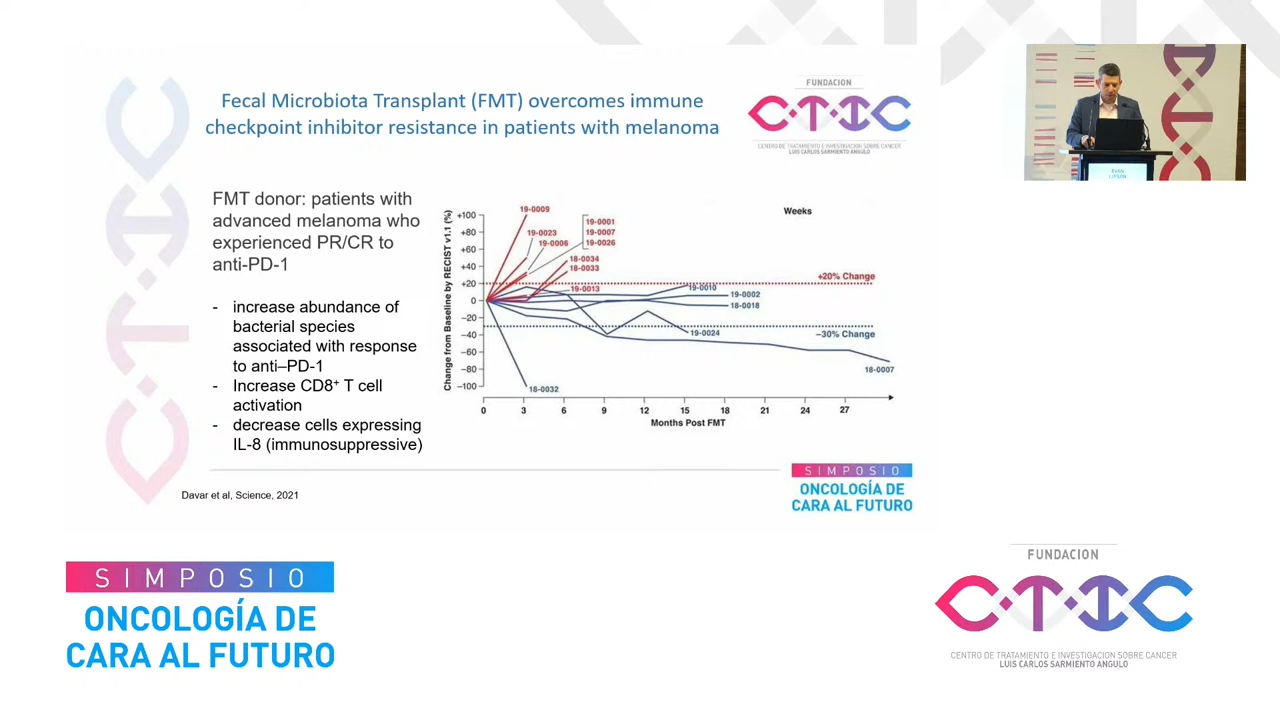 Fecal Microbiota Transplant (FMT) overcomes immune
checkpoint inhibitor resistance in patients with melanoma
FUNDACION
CTIC
CENTRO DE TRATAMIENTO E INVESTIGACION SOBRE CANCER
LUIS CARLOS SARMIENTO ANGULO
FMT donor: patients with
advanced melanoma who
experienced PR/CR to
anti-PD-1
- increase abundance of
bacterial species
associated with response
to anti–PD-1
- Increase CD8+ T cell
activation
- decrease cells expressing
IL-8 (immunosuppressive)
Change from Baseline by RECIST v1.1 (%)
+100
+80
+60
+40
+20
0
−20
−40
−60
−80
−100
19-0009
19-0023
19-0006
19-0001
19-0007
19-0026
18-0034
18-0033
19-0013
Weeks
+20% Change
19-0010
19-0002
18-0018
−30% Change
19-0024
18-0007
18-0032
0 3 6 9 12 15 18 21 24 27
Months Post FMT
Davar et al, Science, 2021
SIMPOSIO
ONCOLOGÍA DE
CARA AL FUTURO
EVAN
LIPSON
SIMPOSIO
ONCOLOGÍA DE
CARA AL FUTURO
FUNDACION
CTIC
CENTRO DE TRATAMIENTO E INVESTIGACION SOBRE CANCER
LUIS CARLOS SARMIENTO ANGULO